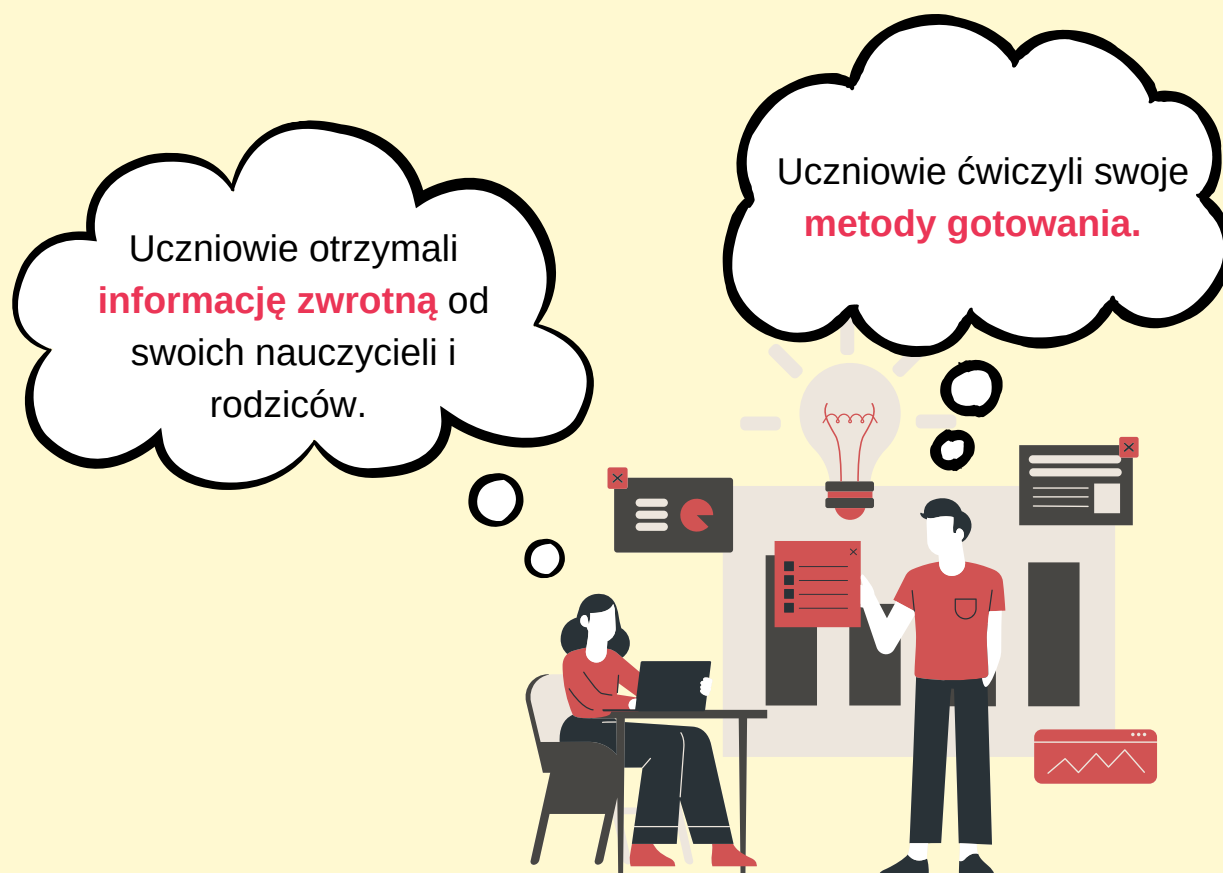 Uczniowie otrzymali
informację zwrotną od
swoich nauczycieli i
rodziców.
Uczniowie ćwiczyli swoje
metody gotowania.